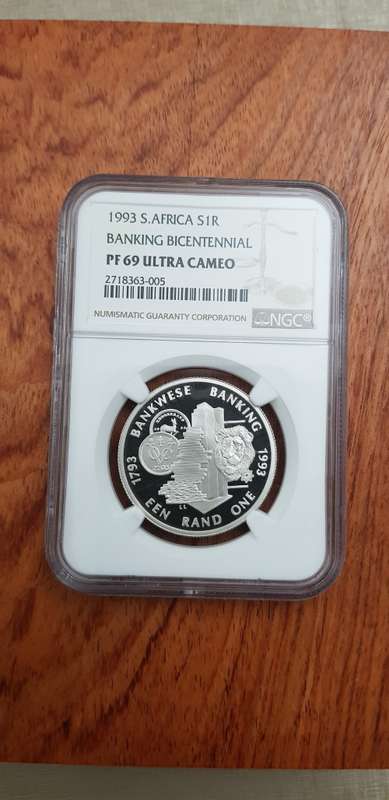 1993 S.AFRICA S1R
BANKING BICENTENNIAL
PF 69 ULTRA CAMEO
2718363-005
NUMISMATIC GUARANTY CORPORATION
NGC®
1793 BANKWESE BANKING 1993
LL
EEN RAND ONE